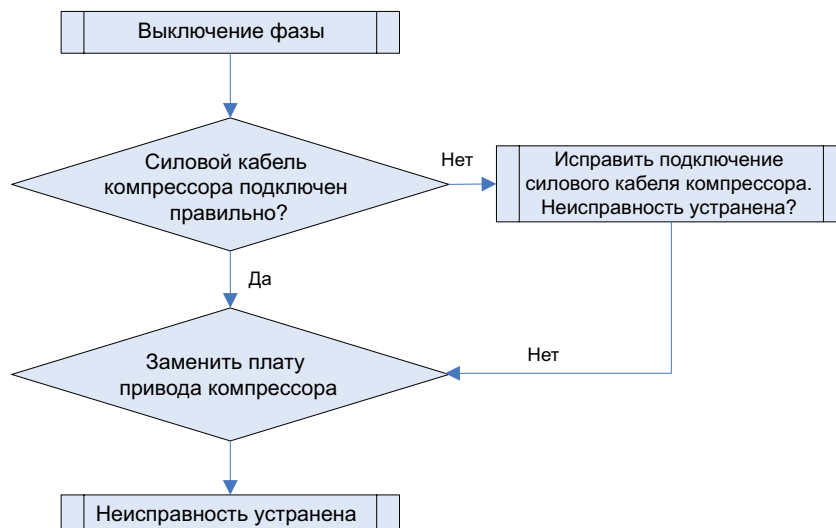 Выключение фазы
Силовой кабель
компрессора подключен
правильно?
Нет
Исправить подключение
силового кабеля компрессора.
Неисправность устранена?
Да
Заменить плату
привода компрессора
Нет
Неисправность устранена